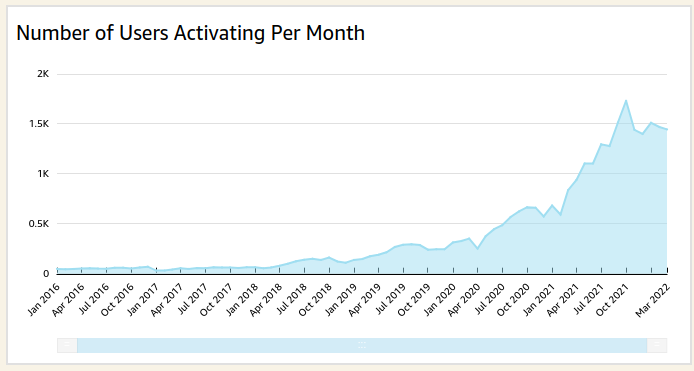 Number of Users Activating Per Month
2K
1.5K
1K
0.5K
0
Jan 2016
Apr 2016
Jul 2016
Oct 2016
Jan 2017
Apr 2017
Jul 2017
Oct 2017
Jan 2018
Apr 2018
Jul 2018
Oct 2018
Jan 2019
Apr 2019
Jul 2019
Oct 2019
Jan 2020
Apr 2020
Jul 2020
Oct 2020
Jan 2021
Apr 2021
Jul 2021
Oct 2021
Mar 2022